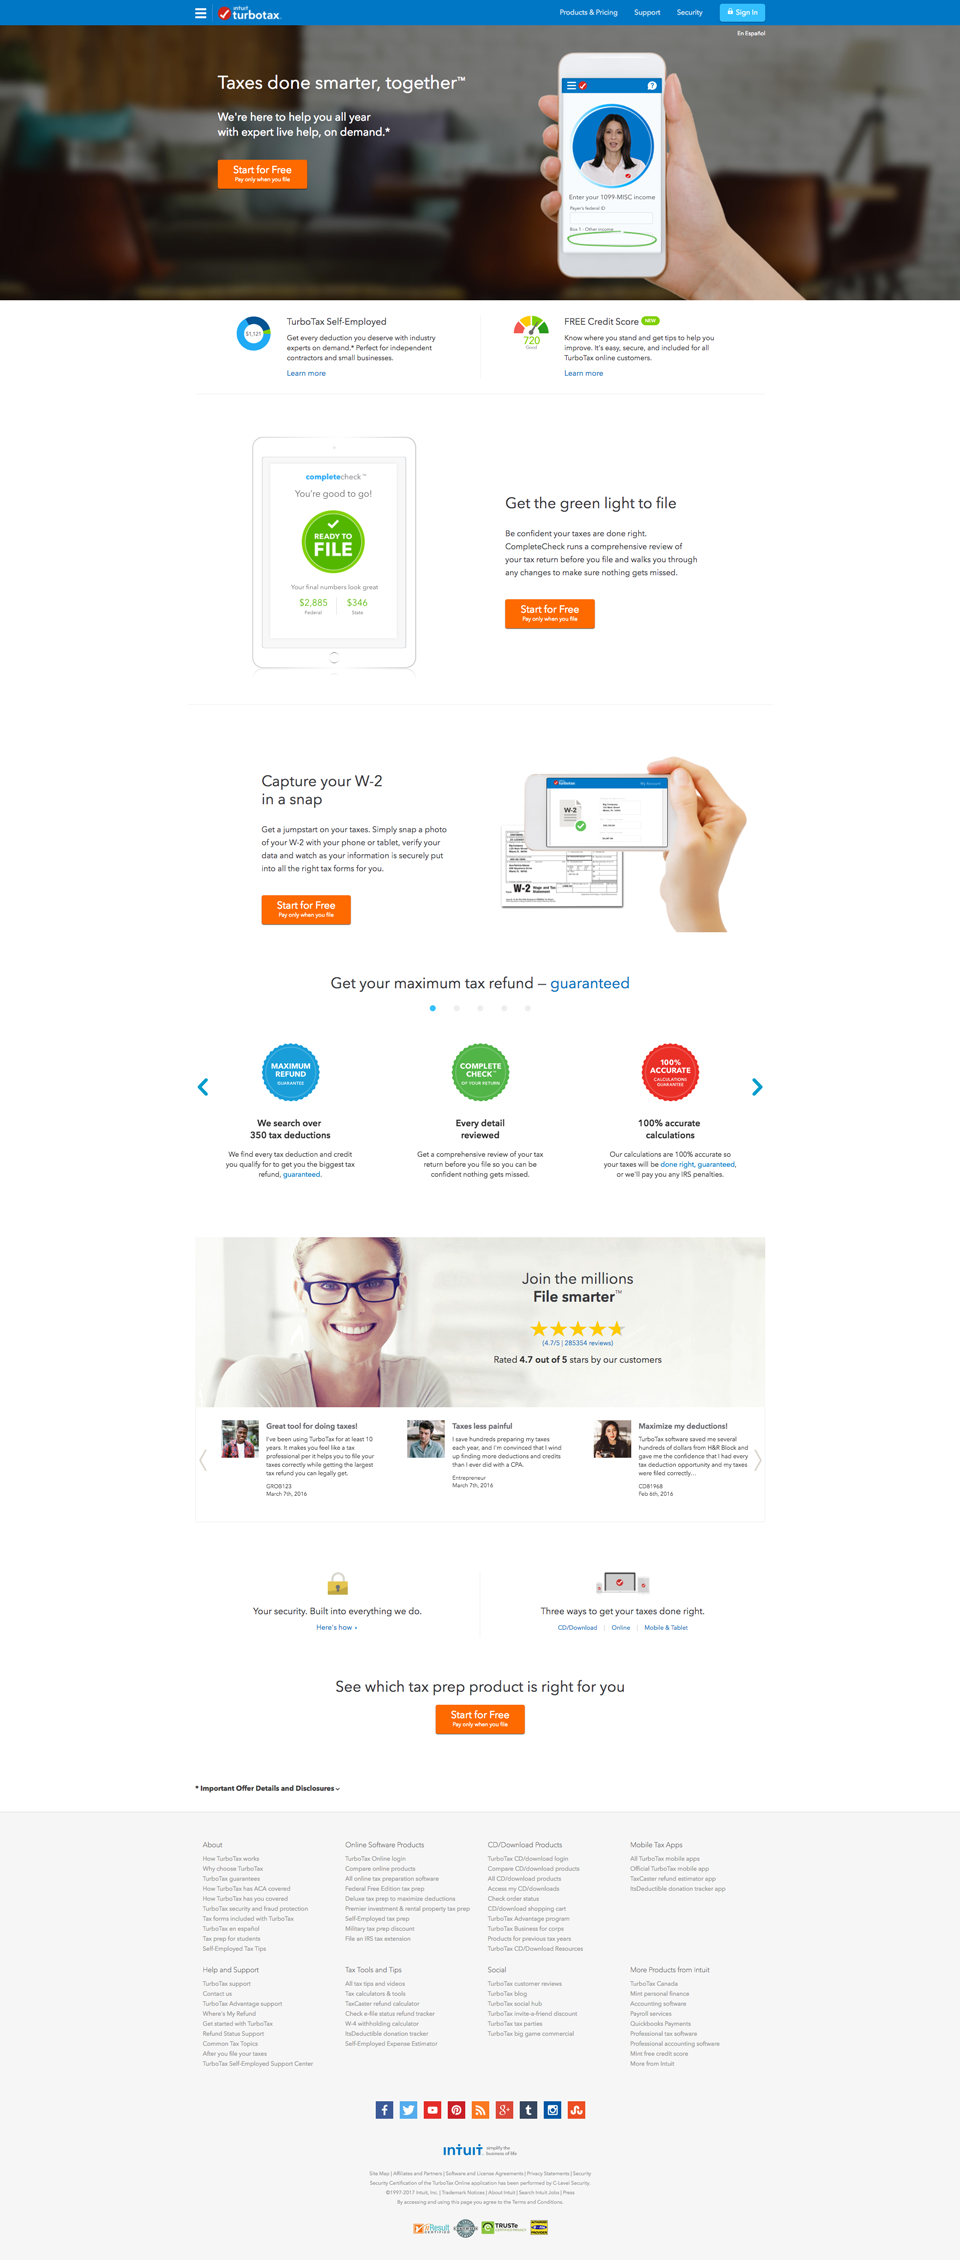 intuit
turbotax.
Products & Pricing
Support
Security
Sign In
En Español
Taxes done smarter, together™
We're here to help you all year
with expert live help, on demand.*
Start for Free
Pay only when you file
Enter your 1099-MISC income
Payer's federal ID
Box 1 - Other income
$1,121
TurboTax Self-Employed
Get every deduction you deserve with industry
experts on demand.* Perfect for independent
contractors and small businesses.
Learn more
720
Good
FREE Credit Score NEW
Know where you stand and get tips to help you
improve. It's easy, secure, and included for all
TurboTax online customers.
Learn more
completecheck™
You're good to go!
READY TO
FILE
Your final numbers look great
$2,885
Federal
$346
State
Get the green light to file
Be confident your taxes are done right.
CompleteCheck runs a comprehensive review of
your tax return before you file and walks you through
any changes to make sure nothing gets missed.
Start for Free
Pay only when you file
Capture your W-2
in a snap
Get a jumpstart on your taxes. Simply snap a photo
of your W-2 with your phone or tablet, verify your
data and watch as your information is securely put
into all the right tax forms for you.
Start for Free
Pay only when you file
turbotax
W-2
W-2 Wage and Tax
Statement
Get your maximum tax refund – guaranteed
MAXIMUM
REFUND
GUARANTEE
We search over
350 tax deductions
We find every tax deduction and credit
you qualify for to get you the biggest tax
refund, guaranteed.
COMPLETE
CHECK™
OF YOUR RETURN
Every detail
reviewed
Get a comprehensive review of your tax
return before you file so you can be
confident nothing gets missed.
100%
ACCURATE
CALCULATIONS
GUARANTEE
100% accurate
calculations
Our calculations are 100% accurate so
your taxes will be done right, guaranteed,
or we'll pay you any IRS penalties.
Join the millions
File smarter™
(4.7/5 | 285354 reviews)
Rated 4.7 out of 5 stars by our customers
Great tool for doing taxes!
I've been using TurboTax for at least 10
years. It makes you feel like a tax
professional per it helps you to file your
taxes correctly while getting the largest
tax refund you can legally get.
GROB123
March 7th, 2016
Taxes less painful
I save hundreds preparing my taxes
each year, and I'm convinced that I wind
up finding more deductions and credits
than I ever did with a CPA.
Entrepreneur
March 7th, 2016
Maximize my deductions!
TurboTax software saved me several
hundreds of dollars from H&R Block and
gave me the confidence that I had every
tax deduction opportunity and my taxes
were filed correctly...
CDB1968
Feb 6th, 2016
Your security. Built into everything we do.
Here's how
Three ways to get your taxes done right.
CD/Download | Online | Mobile & Tablet
See which tax prep product is right for you
Start for Free
Pay only when you file
* Important Offer Details and Disclosures
About
How TurboTax works
Why choose TurboTax
TurboTax guarantees
How TurboTax has ACA covered
How TurboTax has you covered
TurboTax security and fraud protection
Tax forms included with TurboTax
TurboTax en español
Tax prep for students
Self-Employed Tax Tips
Online Software Products
TurboTax Online login
Compare online products
All online tax preparation software
Federal Free Edition tax prep
Deluxe tax prep to maximize deductions
Premier investment & rental property tax prep
Self-Employed tax prep
Military tax prep discount
File an IRS tax extension
CD/Download Products
TurboTax CD/download login
Compare CD/download products
All CD/download products
Access my CD/downloads
Check order status
CD/download shopping cart
TurboTax Advantage program
TurboTax Business for corps
Products for previous tax years
TurboTax CD/Download Resources
Mobile Tax Apps
All TurboTax mobile apps
Official TurboTax mobile app
TaxCaster refund estimator app
ItsDeductible donation tracker app
Help and Support
TurboTax support
Contact us
TurboTax Advantage support
Where's My Refund
Get started with TurboTax
Refund Status Support
Common Tax Topics
After you file your taxes
TurboTax Self-Employed Support Center
Tax Tools and Tips
All tax tips and videos
Tax calculators & tools
TaxCaster refund calculator
Check e-file status refund tracker
W-4 withholding calculator
ItsDeductible donation tracker
Self-Employed Expense Estimator
Social
TurboTax customer reviews
TurboTax blog
TurboTax social hub
TurboTax invite-a-friend discount
TurboTax tax parties
TurboTax big game commercial
More Products from Intuit
TurboTax Canada
Mint personal finance
Accounting software
Payroll services
Quickbooks Payments
Professional tax software
Professional accounting software
Mint free credit score
More from Intuit
intuit simplify the
business of life
Site Map | Affiliates and Partners | Software and License Agreements | Privacy Statements | Security
Security Certification of the TurboTax Online application has been performed by C-Level Security.
©1997-2017 Intuit, Inc. | Trademark Notices | About Intuit | Search Intuit Jobs | Press
By accessing and using this page you agree to the Terms and Conditions.
TRUSTe